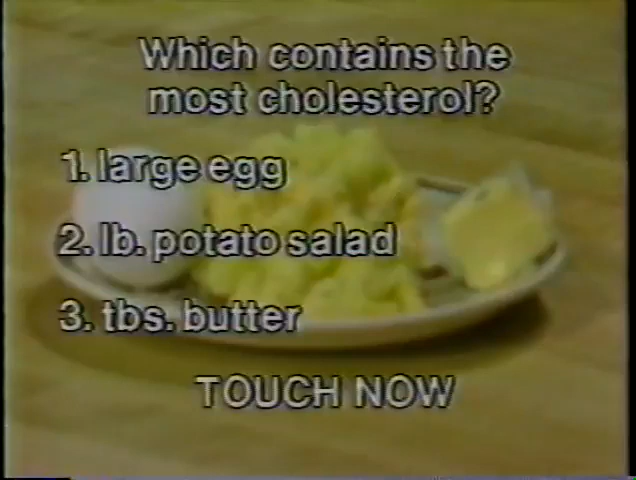 Which contains the
most cholesterol?
1. large egg
2. lb. potato salad
3. tbs. butter
TOUCH NOW